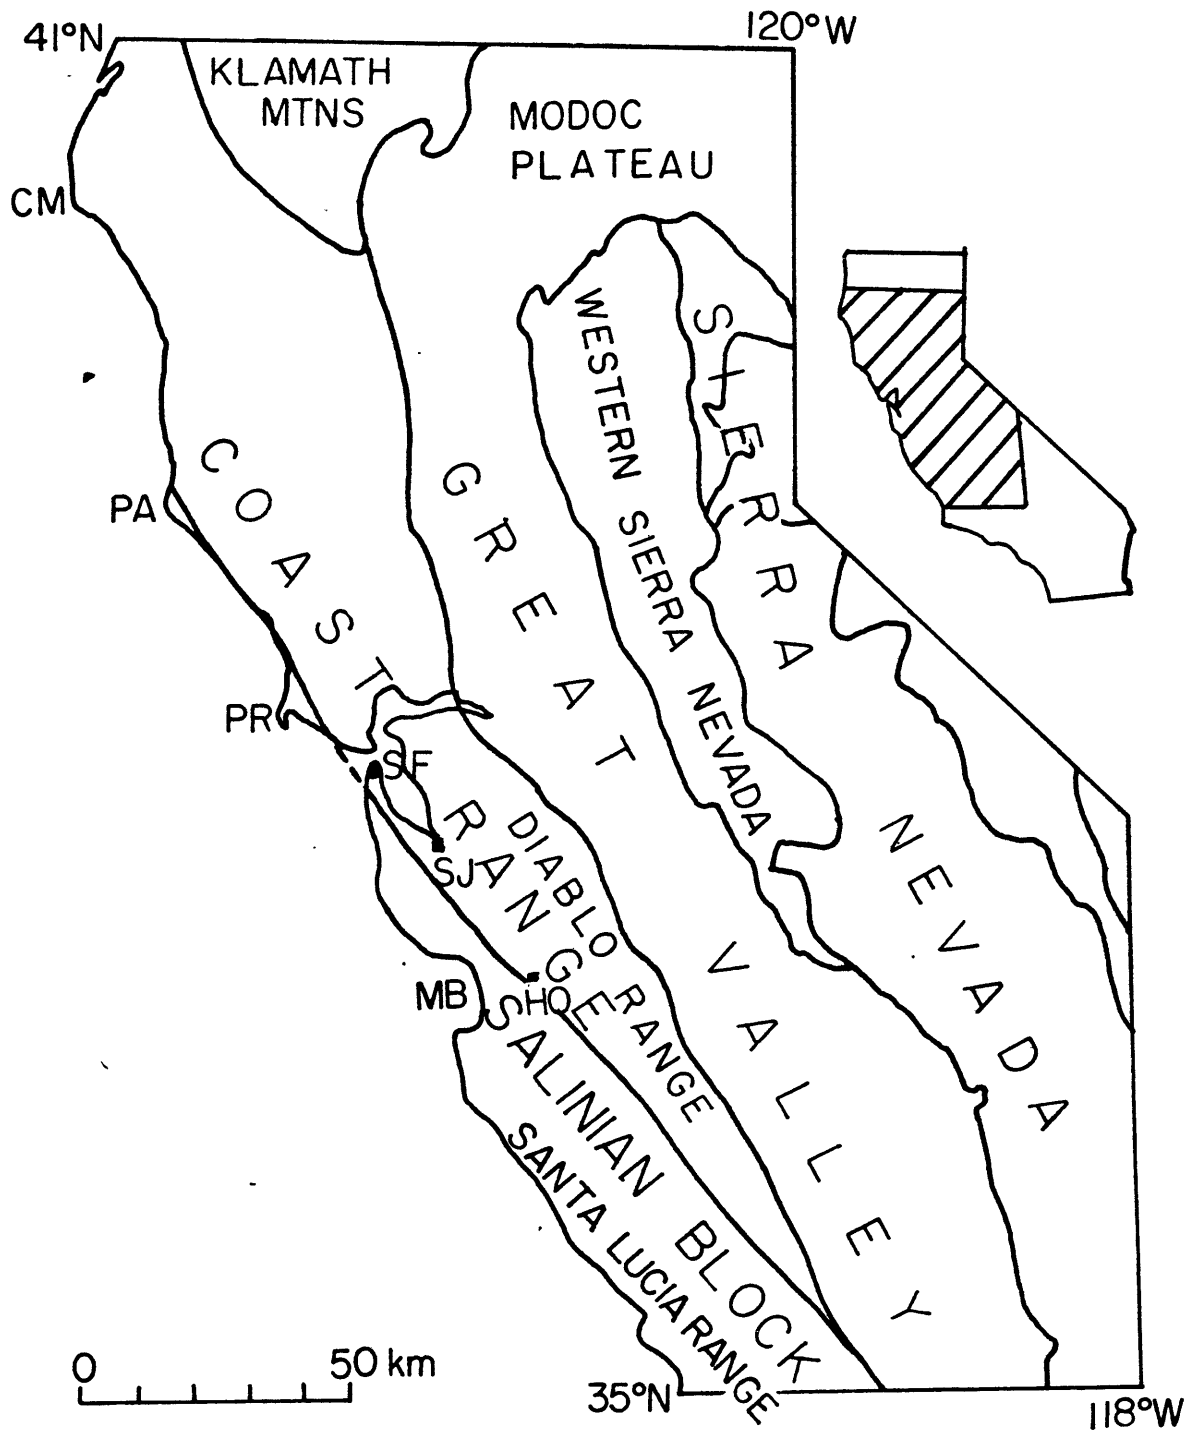 41°N
120°W
KLAMATH
MTNS
MODOC
PLATEAU
CM
WESTERN SIERRA NEVADA
SIERRA NEVADA
COAST RANGE
GREAT VALLEY
PA
PR
SF
DIABLO RANGE
SJ
MB
HO
SALINIAN BLOCK
SANTA LUCIA RANGE
0
50 km
35°N
118°W